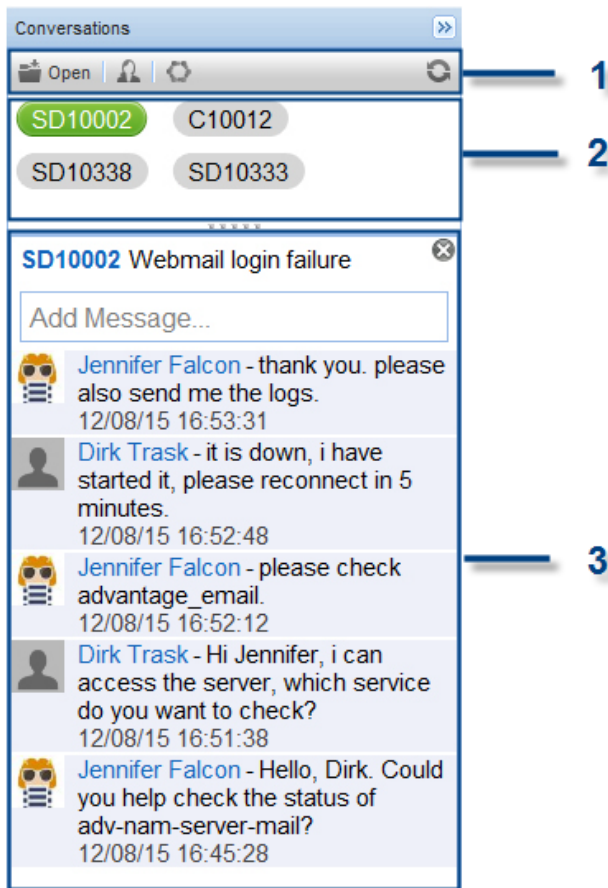 Conversations
Open
1
SD10002 C10012
2
SD10338 SD10333
SD10002 Webmail login failure
Add Message...
Jennifer Falcon - thank you. please
also send me the logs.
12/08/15 16:53:31
Dirk Trask - it is down, i have
started it, please reconnect in 5
minutes.
12/08/15 16:52:48
Jennifer Falcon - please check
advantage_email.
12/08/15 16:52:12
3
Dirk Trask - Hi Jennifer, i can
access the server, which service
do you want to check?
12/08/15 16:51:38
Jennifer Falcon - Hello, Dirk. Could
you help check the status of
adv-nam-server-mail?
12/08/15 16:45:28